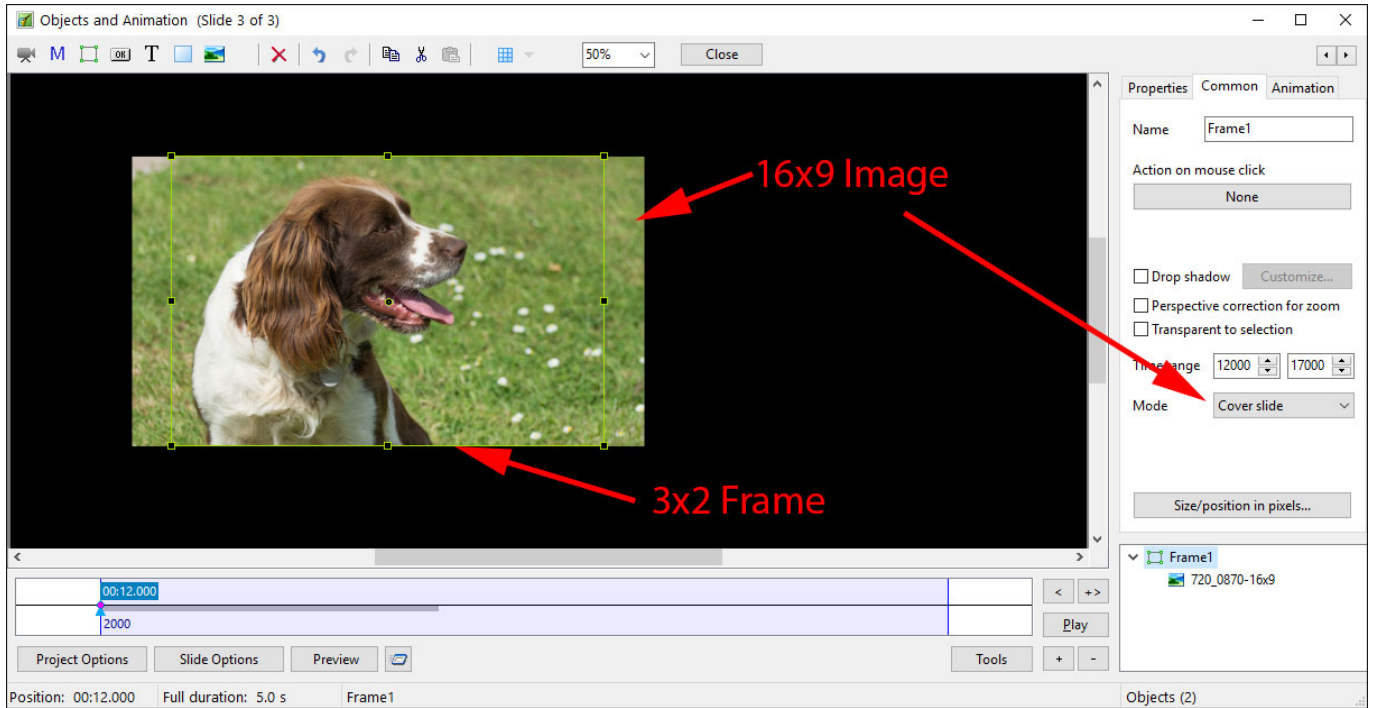 Objects and Animation (Slide 3 of 3)
M OK T 50% Close
Properties Common Animation
Name Frame1
Action on mouse click
None
Drop shadow Customize...
Perspective correction for zoom
Transparent to selection
Time range 12000 17000
Mode Cover slide
Size/position in pixels...
16x9 Image
3x2 Frame
Frame1
720_0870-16x9
00:12.000
2000
< +>
Play
Project Options Slide Options Preview Tools + -
Position: 00:12.000 Full duration: 5.0 s Frame1 Objects (2)